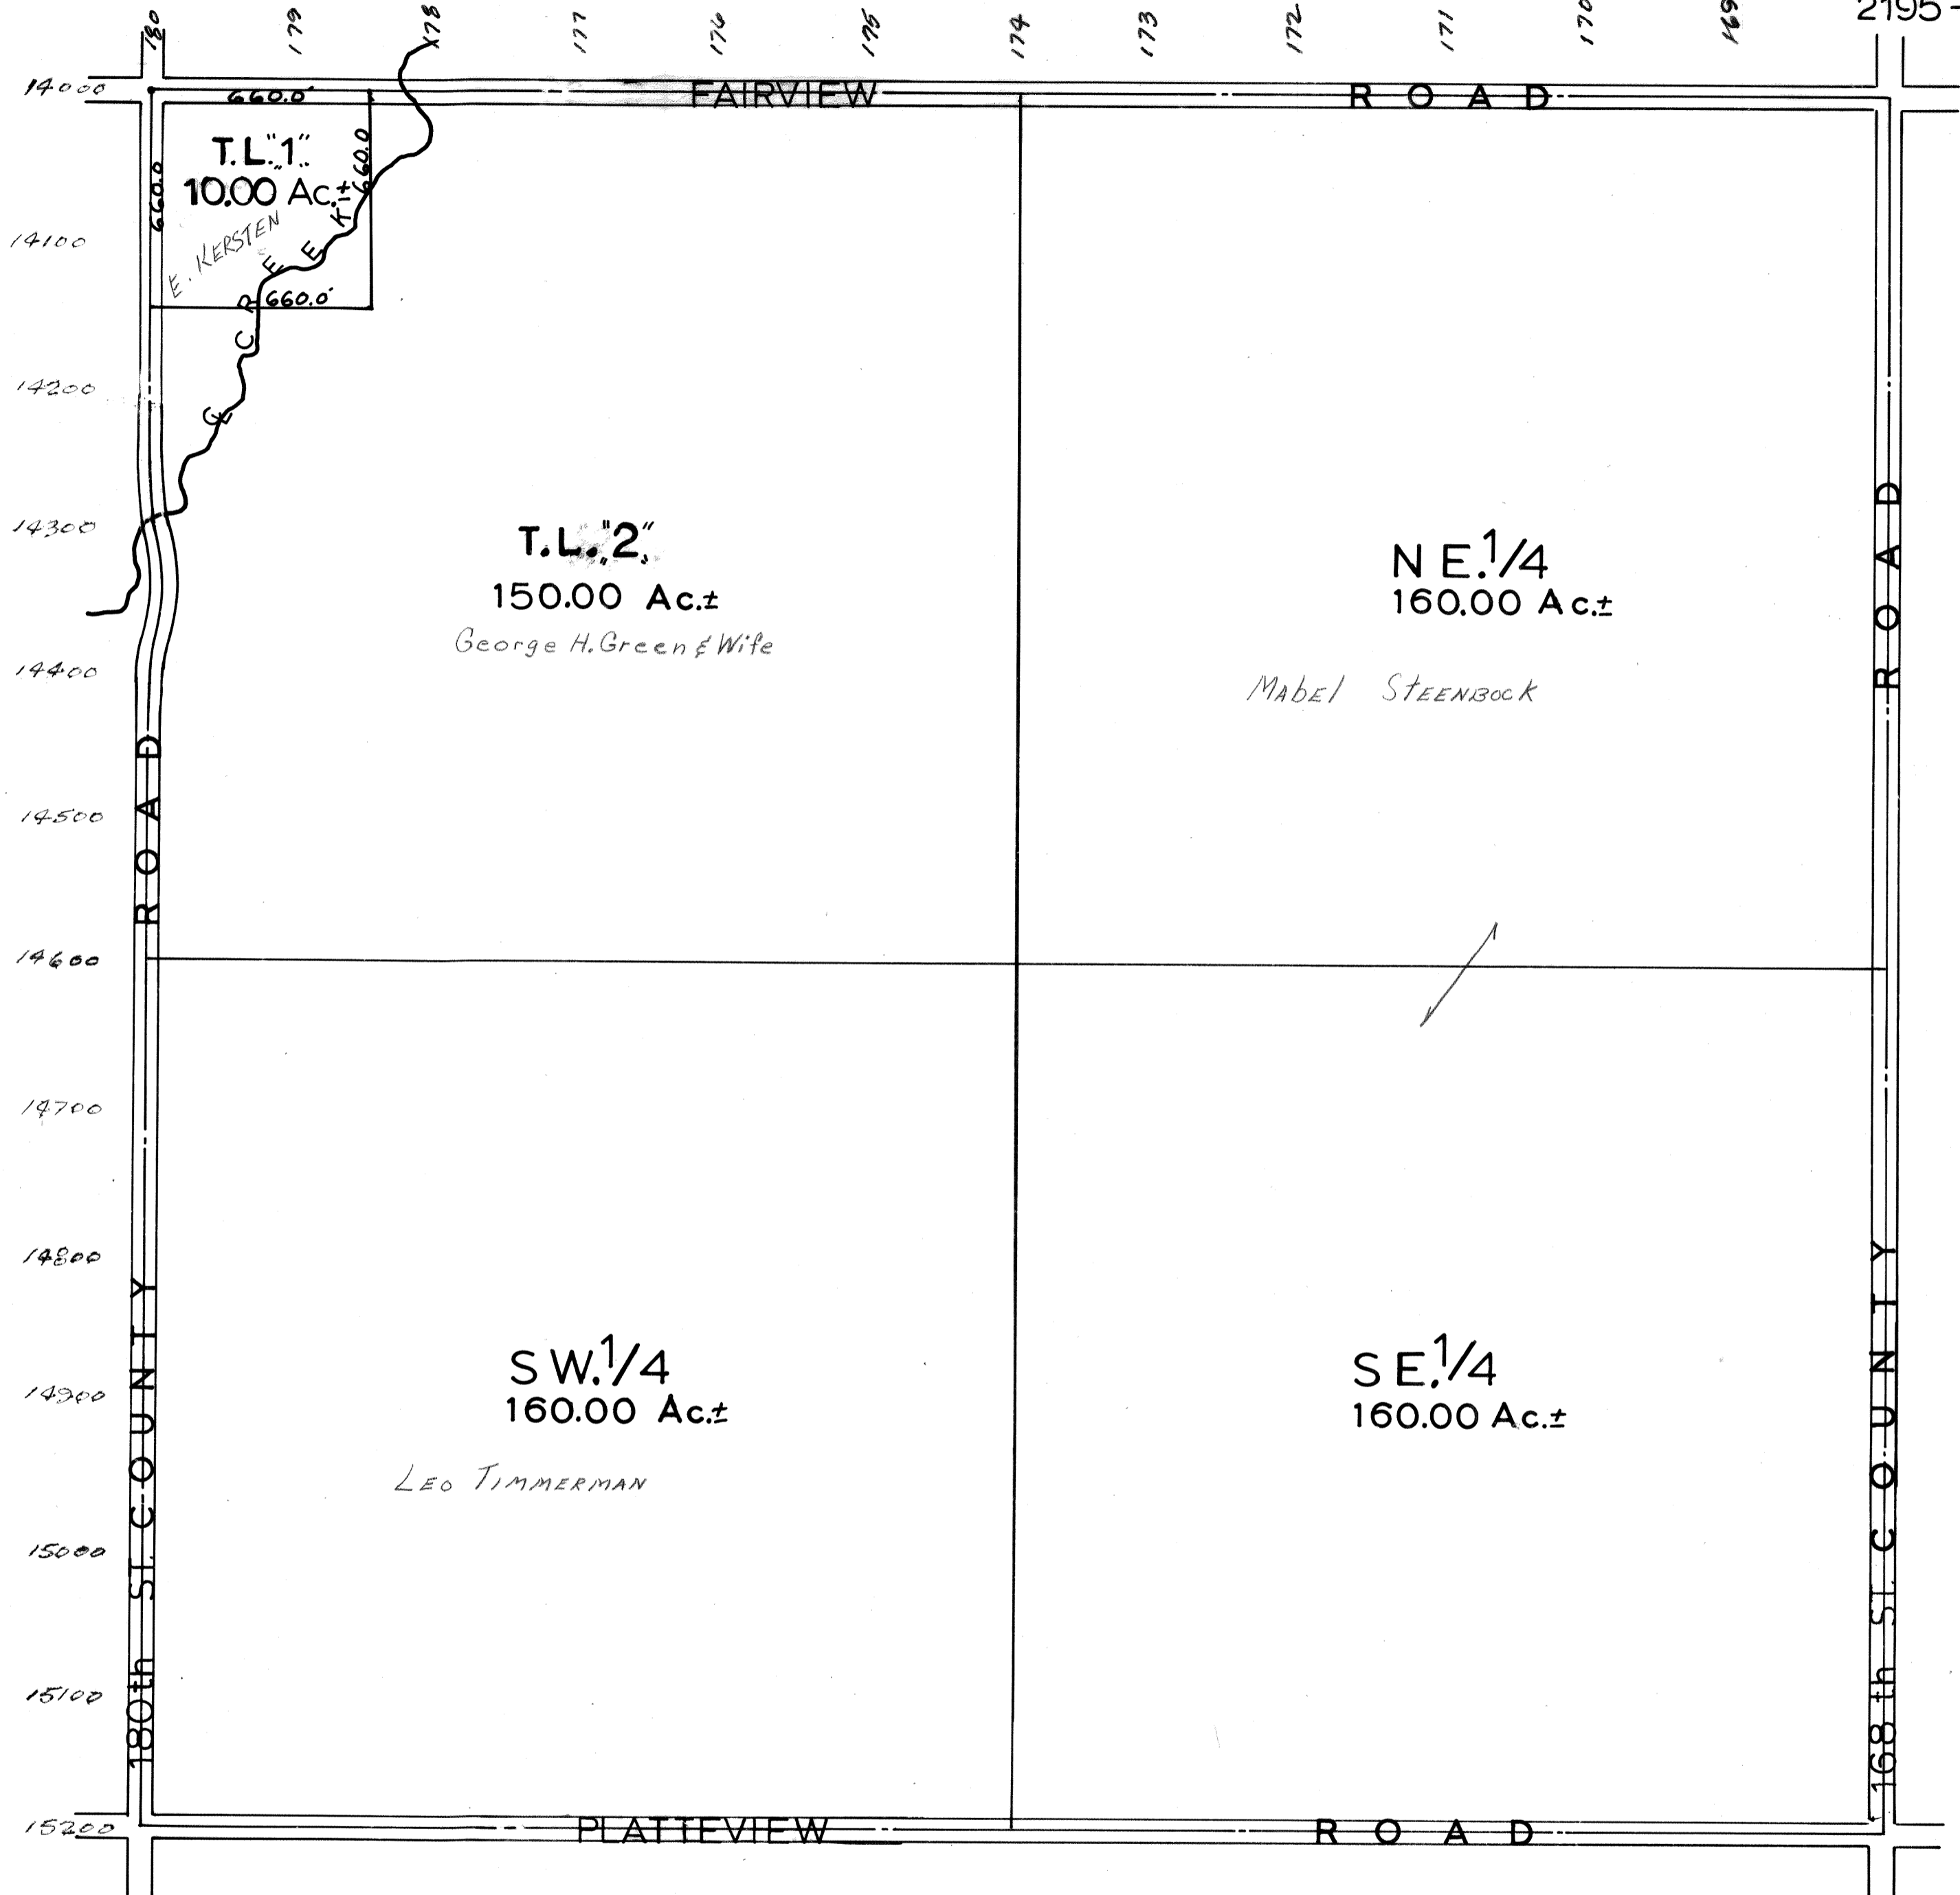 180 179 178 177 176 175 174 173 172 171 170 169 2195-
14000
FAIRVIEW ROAD
660.0'
T.L."1"
10.00 Ac.±
660.0
660.0
E. KERSTEN
660.0'
CREEK
℄
14100
14200
14300
14400
14500
14600
14700
14800
14900
15000
15100
15200
T.L."2"
150.00 Ac.±
George H. Green & Wife
NE.1/4
160.00 Ac.±
Mabel STEENBOCK
SW.1/4
160.00 Ac.±
LEO TIMMERMAN
SE.1/4
160.00 Ac.±
180th St. COUNTY ROAD
168th St. COUNTY ROAD
PLATTEVIEW ROAD